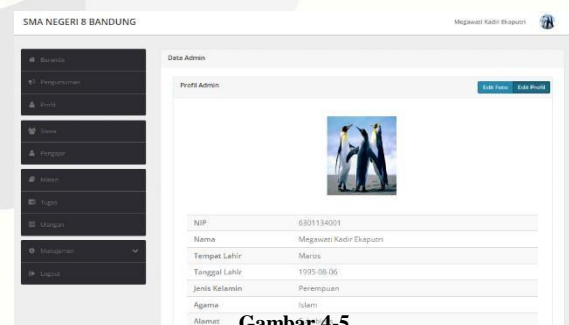 SMA NEGERI 8 BANDUNG
Megawati Kadir Ekaputri
Beranda
Pengumuman
Profil
Siswa
Pengajar
Materi
Tugas
Ulangan
Manajemen
Logout
Data Admin
Profil Admin
Edit Foto Edit Profil
NIP 6301134001
Nama Megawati Kadir Ekaputri
Tempat Lahir Maros
Tanggal Lahir 1995-08-06
Jenis Kelamin Perempuan
Agama Islam
Alamat
Gambar 4-5